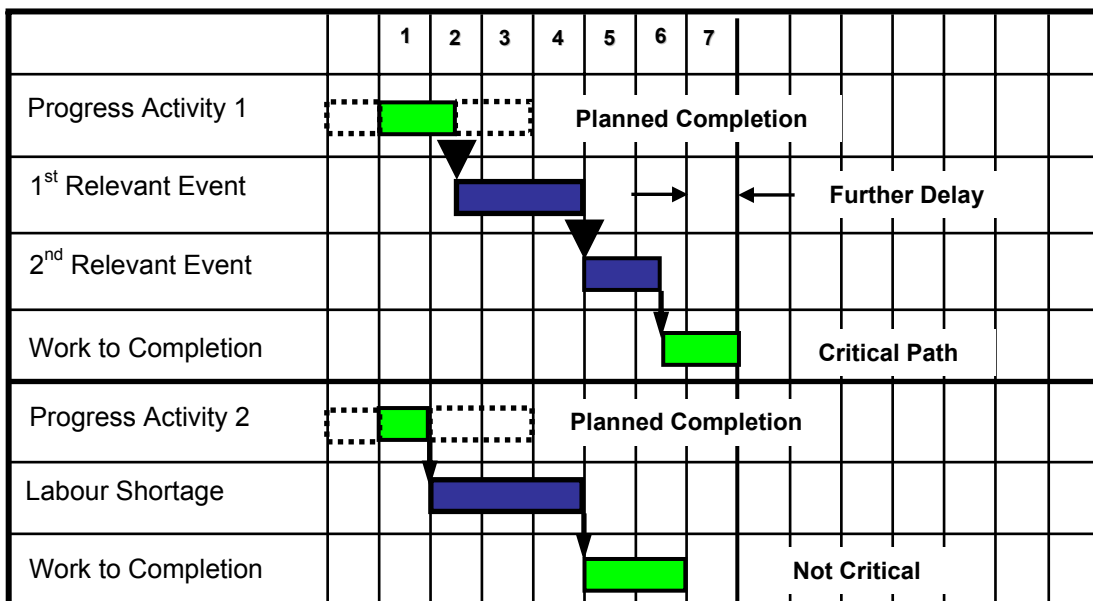 1 2 3 4 5 6 7
Progress Activity 1 Planned Completion
1st Relevant Event Further Delay
2nd Relevant Event
Work to Completion Critical Path
Progress Activity 2 Planned Completion
Labour Shortage
Work to Completion Not Critical